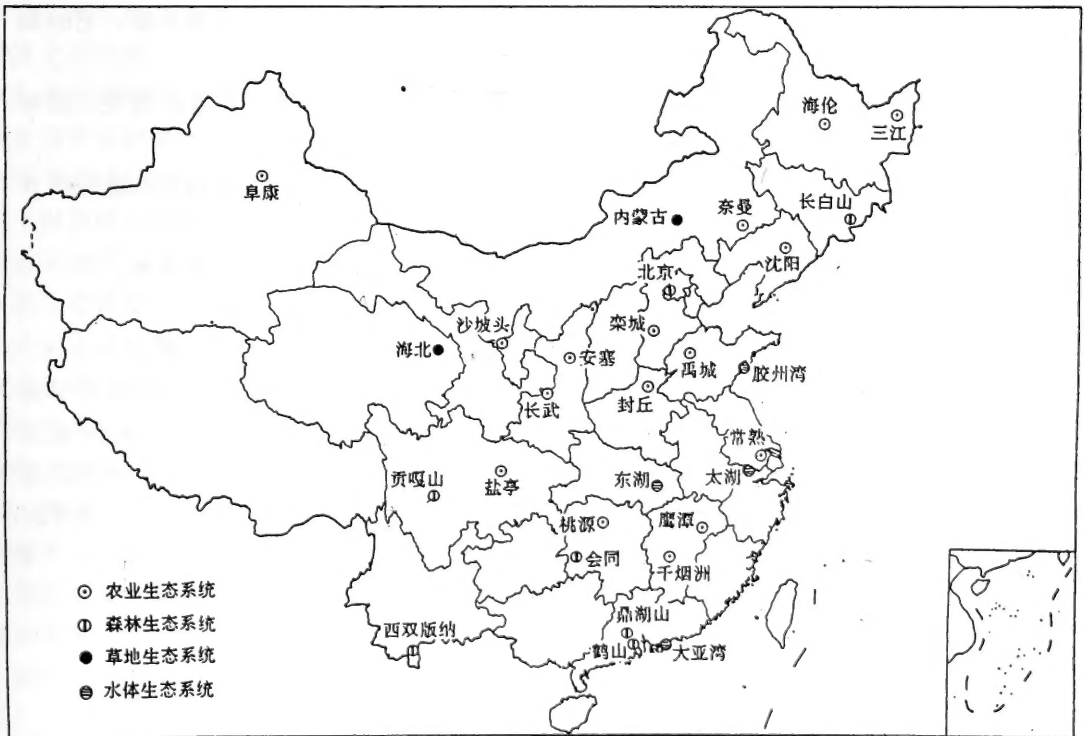 海伦
三江
阜康
长白山
内蒙古
奈曼
沈阳
北京
栾城
沙坡头
海北
安塞
禹城
胶州湾
长武
封丘
常熟
贡嘎山
盐亭
东湖
太湖
桃源
鹰潭
会同
千烟洲
农业生态系统
森林生态系统
草地生态系统
水体生态系统
西双版纳
鼎湖山
鹤山
大亚湾